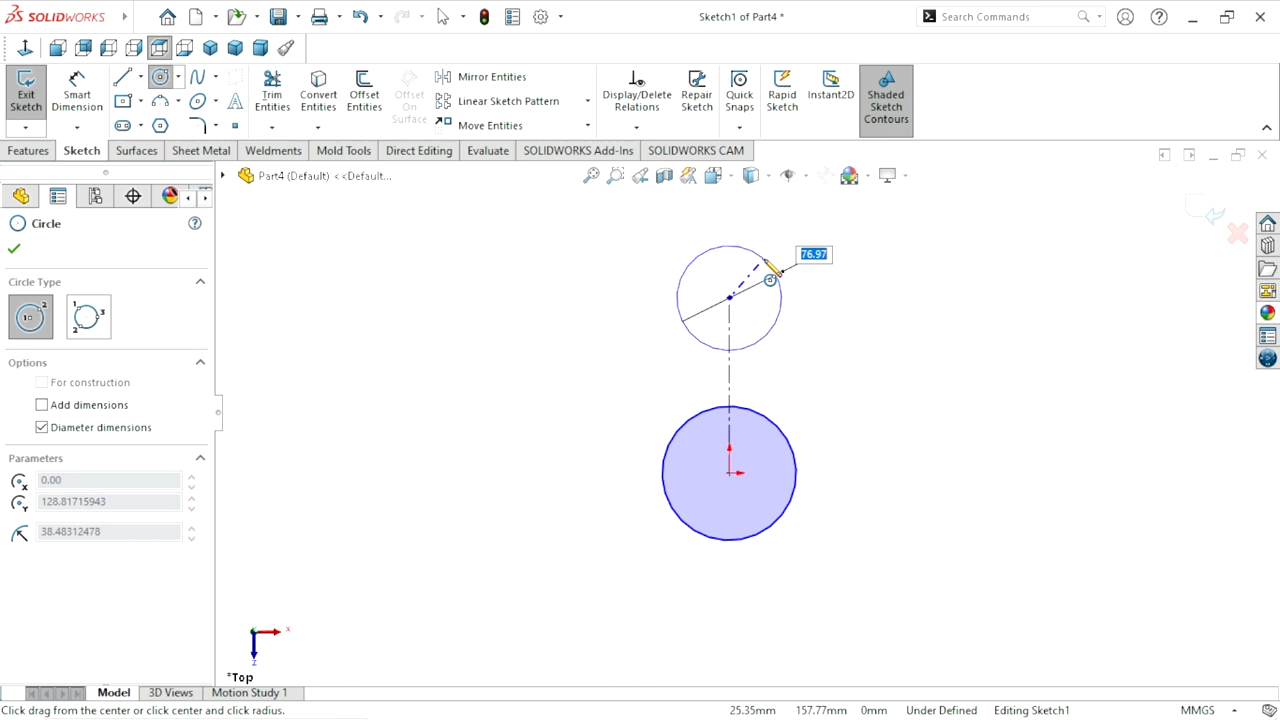 SOLIDWORKS
Sketch1 of Part4 *
Search Commands
Exit Sketch
Smart Dimension
Trim Entities
Convert Entities
Offset Entities
Offset On Surface
Mirror Entities
Linear Sketch Pattern
Move Entities
Display/Delete Relations
Repair Sketch
Quick Snaps
Rapid Sketch
Instant2D
Shaded Sketch Contours
Features Sketch Surfaces Sheet Metal Weldments Mold Tools Direct Editing Evaluate SOLIDWORKS Add-Ins SOLIDWORKS CAM
Part4 (Default) <<Default...
Circle
Circle Type
Options
For construction
Add dimensions
Diameter dimensions
Parameters
0.00
128.81715943
38.48312478
76.97
x
z
*Top
Model 3D Views Motion Study 1
Click drag from the center or click center and click radius.
25.35mm 157.77mm 0mm Under Defined Editing Sketch1 MMGS